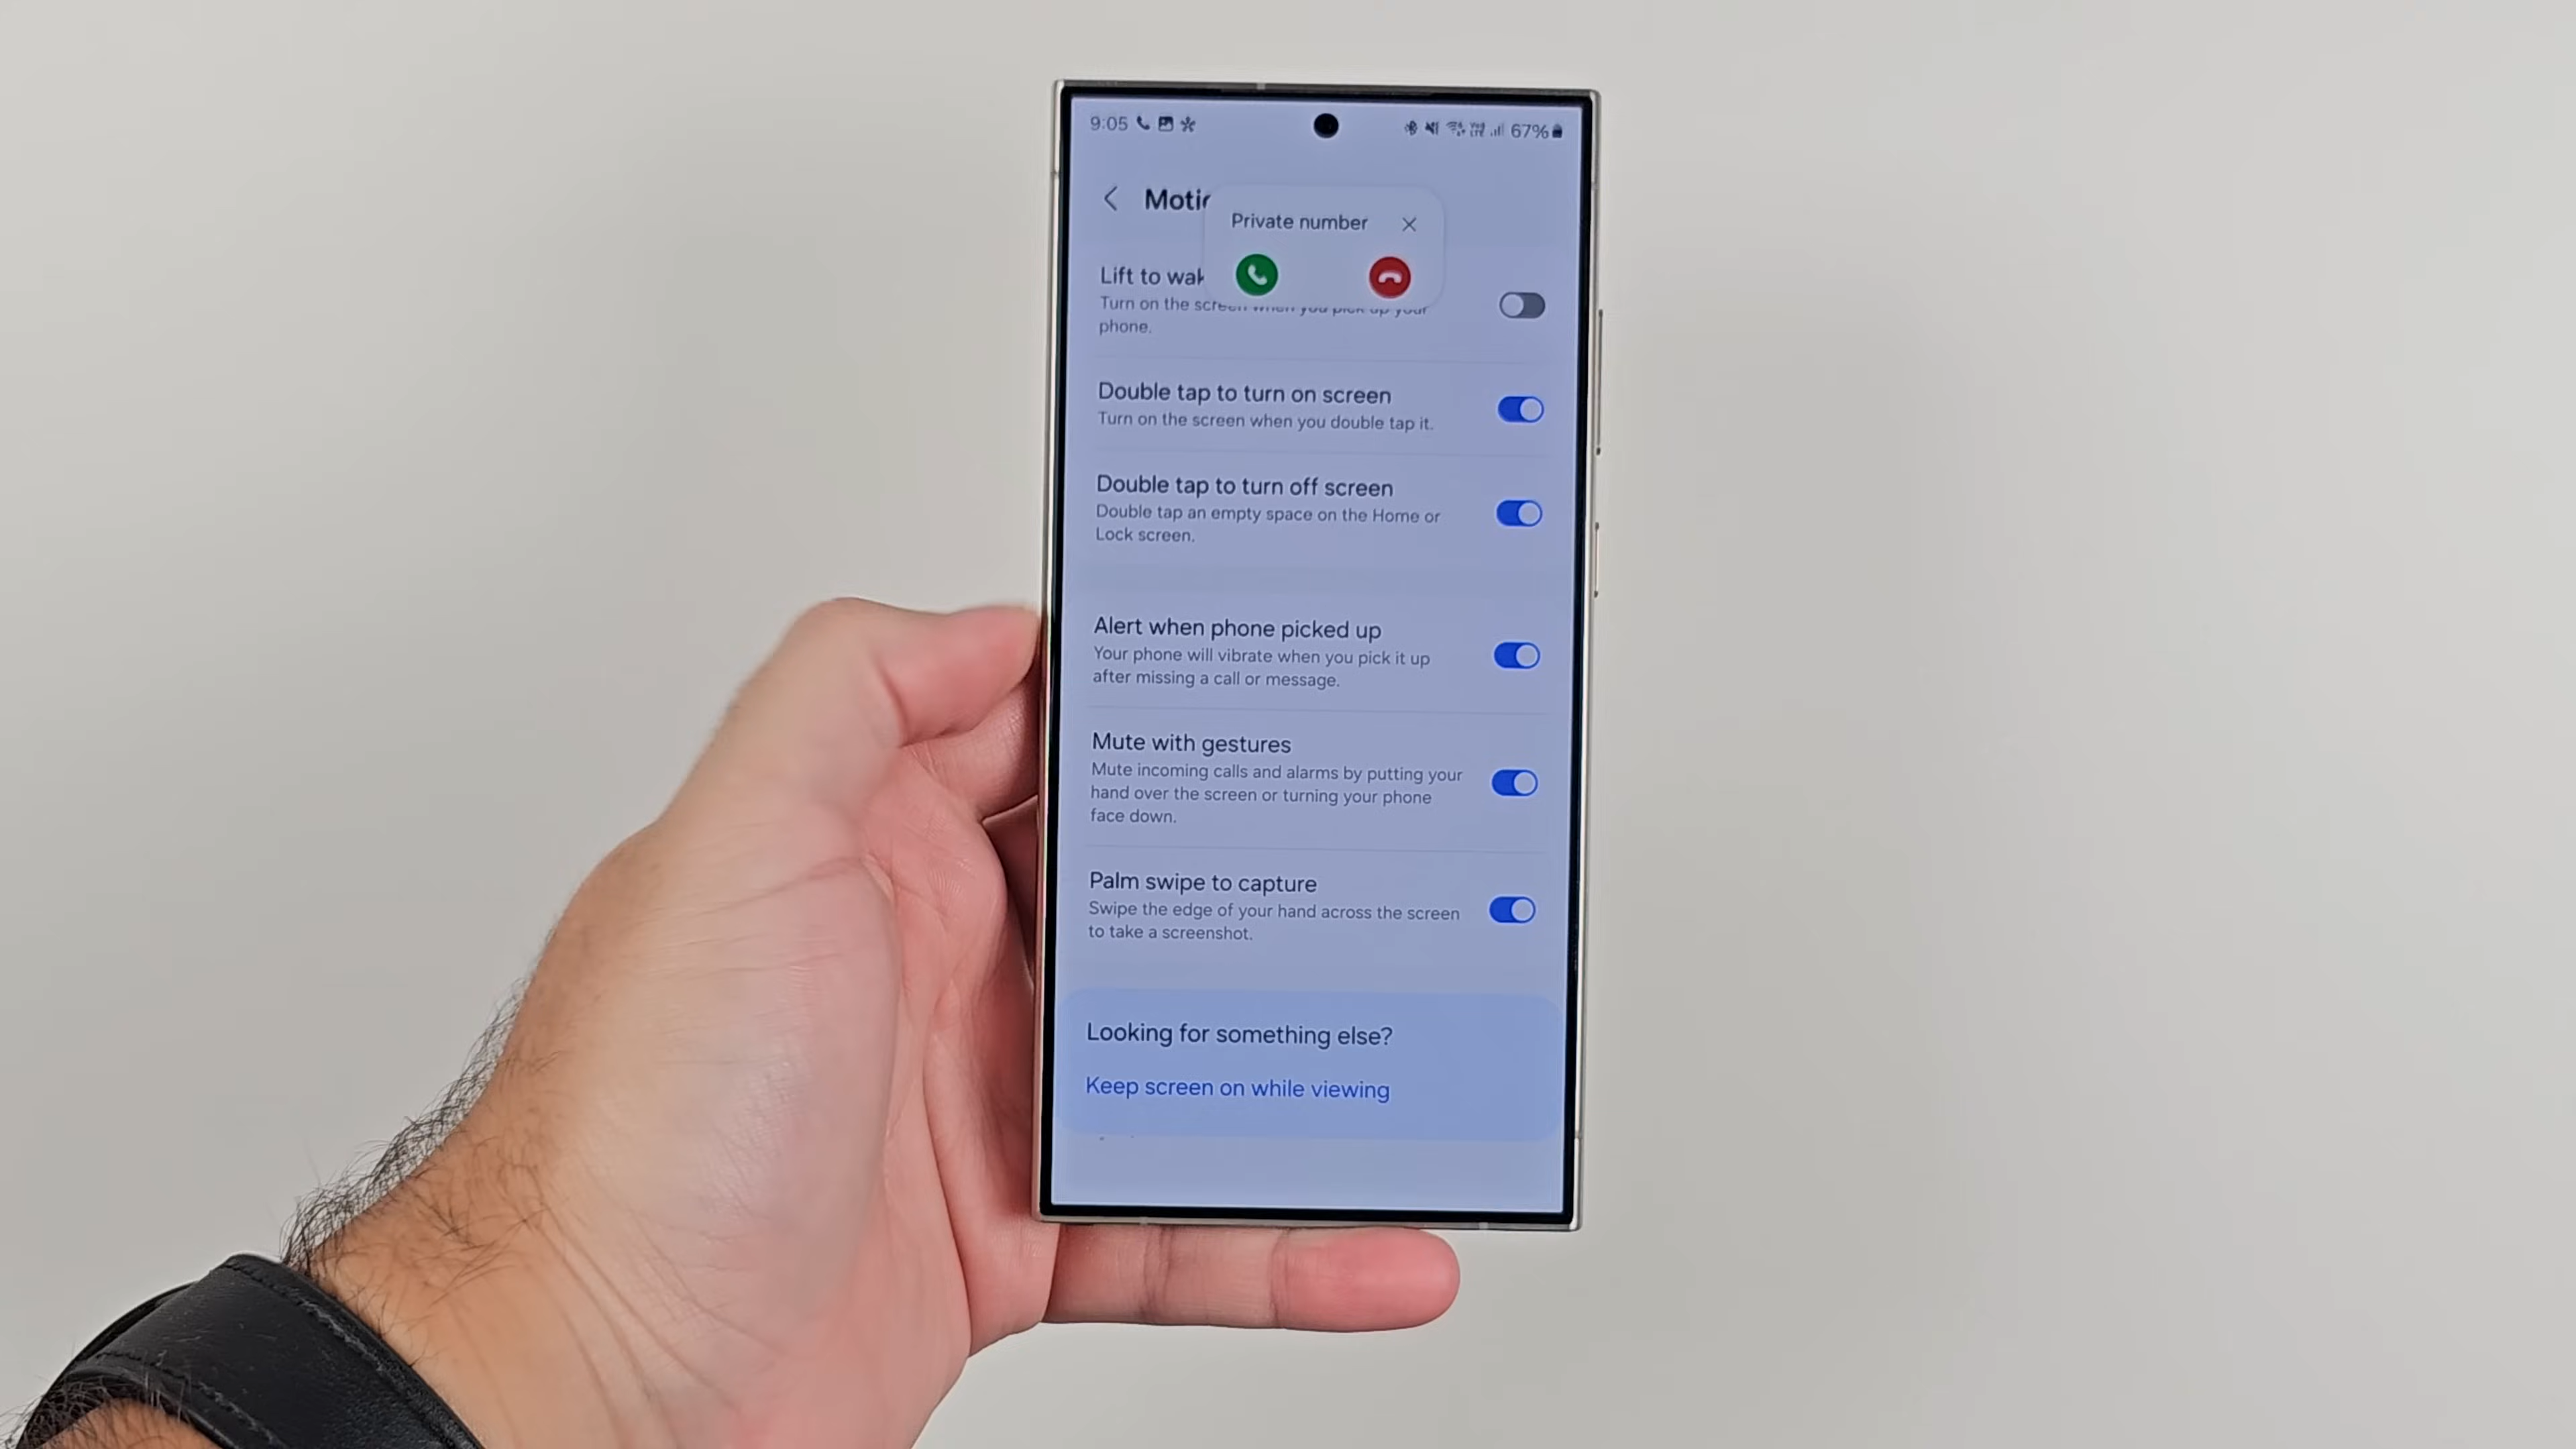 9:05
67%
Private number
Lift to
Turn on the
phone.
Double tap to turn on screen
Turn on the screen when you double tap it.
Double tap to turn off screen
Double tap an empty space on the Home or
Lock screen.
Alert when phone picked up
Your phone will vibrate when you pick it up
after missing a call or message.
Mute with gestures
Mute incoming calls and alarms by putting your
hand over the screen or turning your phone
face down.
Palm swipe to capture
Swipe the edge of your hand across the screen
to take a screenshot.
Looking for something else?
Keep screen on while viewing